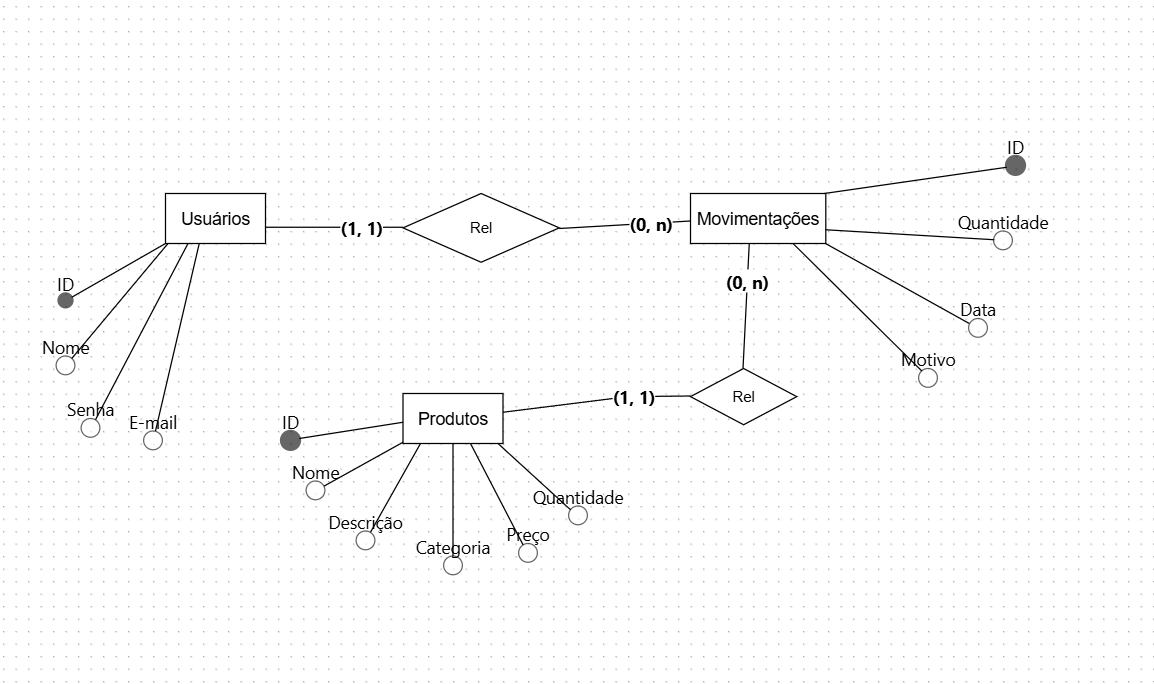 ID
Usuários
(1, 1)
Rel
(0, n)
Movimentações
Quantidade
ID
(0, n)
Data
Nome
Motivo
Senha
E-mail
Produtos
(1, 1)
Rel
ID
Nome
Descrição
Categoria
Preço
Quantidade